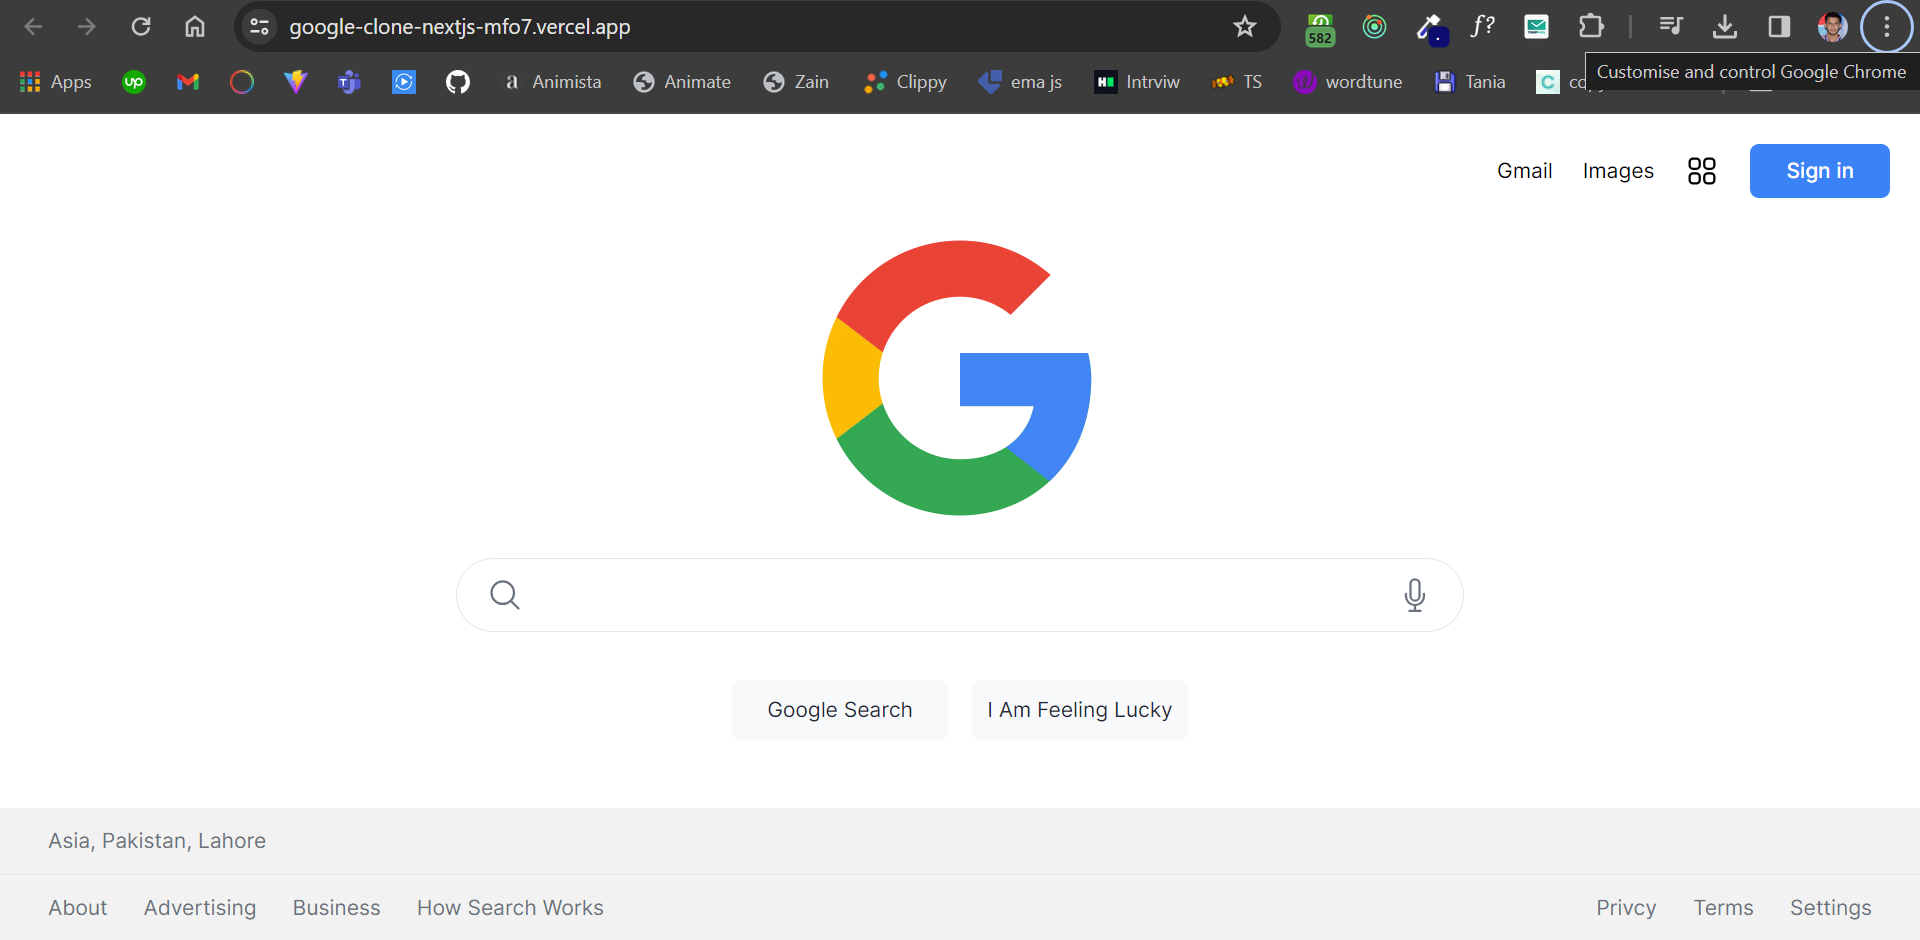 google-clone-nextjs-mfo7.vercel.app
582
f?
Customise and control Google Chrome
Apps
up
a Animista
Animate
Zain
Clippy
ema js
Intrviw
TS
wordtune
Tania
C
Gmail
Images
Sign in
Google Search
I Am Feeling Lucky
Asia, Pakistan, Lahore
About
Advertising
Business
How Search Works
Privcy
Terms
Settings